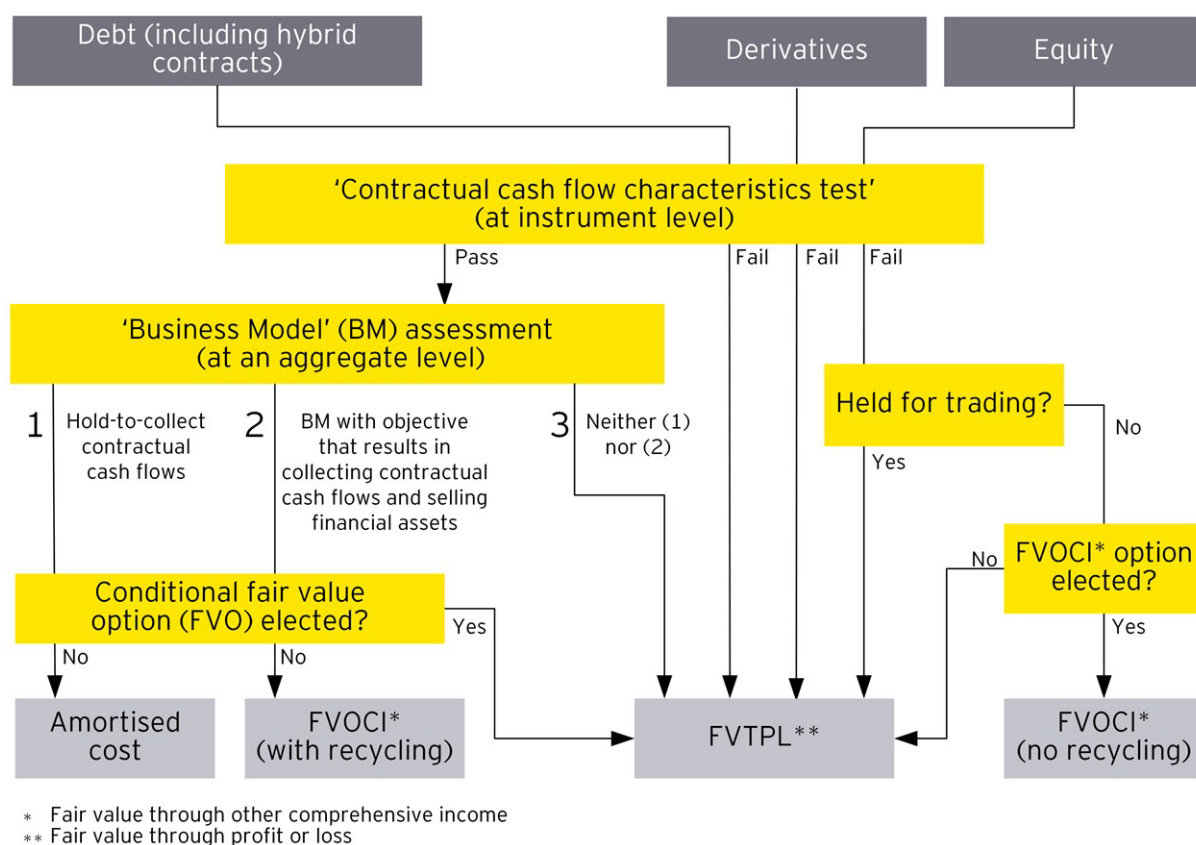 Debt (including hybrid
contracts)
Derivatives
Equity
‘Contractual cash flow characteristics test’
(at instrument level)
Pass
Fail
Fail
Fail
‘Business Model’ (BM) assessment
(at an aggregate level)
Held for trading?
1
Hold-to-collect
contractual
cash flows
2
BM with objective
that results in
collecting contractual
cash flows and selling
financial assets
3
Neither (1)
nor (2)
Yes
No
FVOCI* option
elected?
No
Yes
Conditional fair value
option (FVO) elected?
Yes
No
No
Amortised
cost
FVOCI*
(with recycling)
FVTPL**
FVOCI*
(no recycling)
* Fair value through other comprehensive income
** Fair value through profit or loss